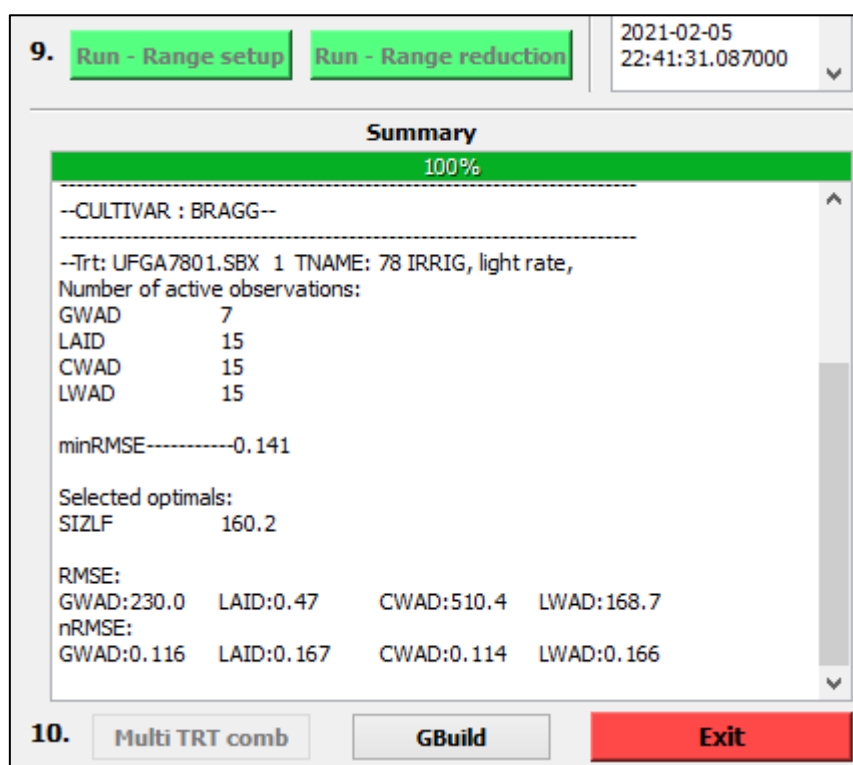 9. Run - Range setup Run - Range reduction
2021-02-05
22:41:31.087000
Summary
100%
--CULTIVAR : BRAGG--
--Trt: UFGA7801.SBX 1 TNAME: 78 IRRIG, light rate,
Number of active observations:
GWAD 7
LAID 15
CWAD 15
LWAD 15
minRMSE-----------0.141
Selected optimals:
SIZLF 160.2
RMSE:
GWAD:230.0 LAID:0.47 CWAD:510.4 LWAD:168.7
nRMSE:
GWAD:0.116 LAID:0.167 CWAD:0.114 LWAD:0.166
10. Multi TRT comb GBuild Exit